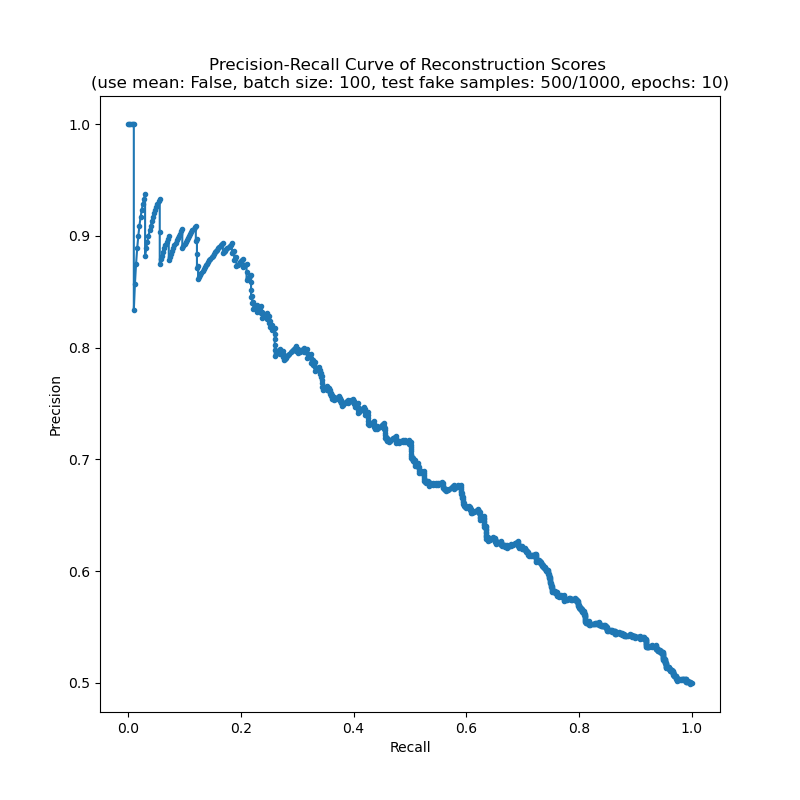 Precision-Recall Curve of Reconstruction Scores
(use mean: False, batch size: 100, test fake samples: 500/1000, epochs: 10)
1.0
0.9
0.8
0.7
0.6
0.5
Precision
0.0 0.2 0.4 0.6 0.8 1.0
Recall